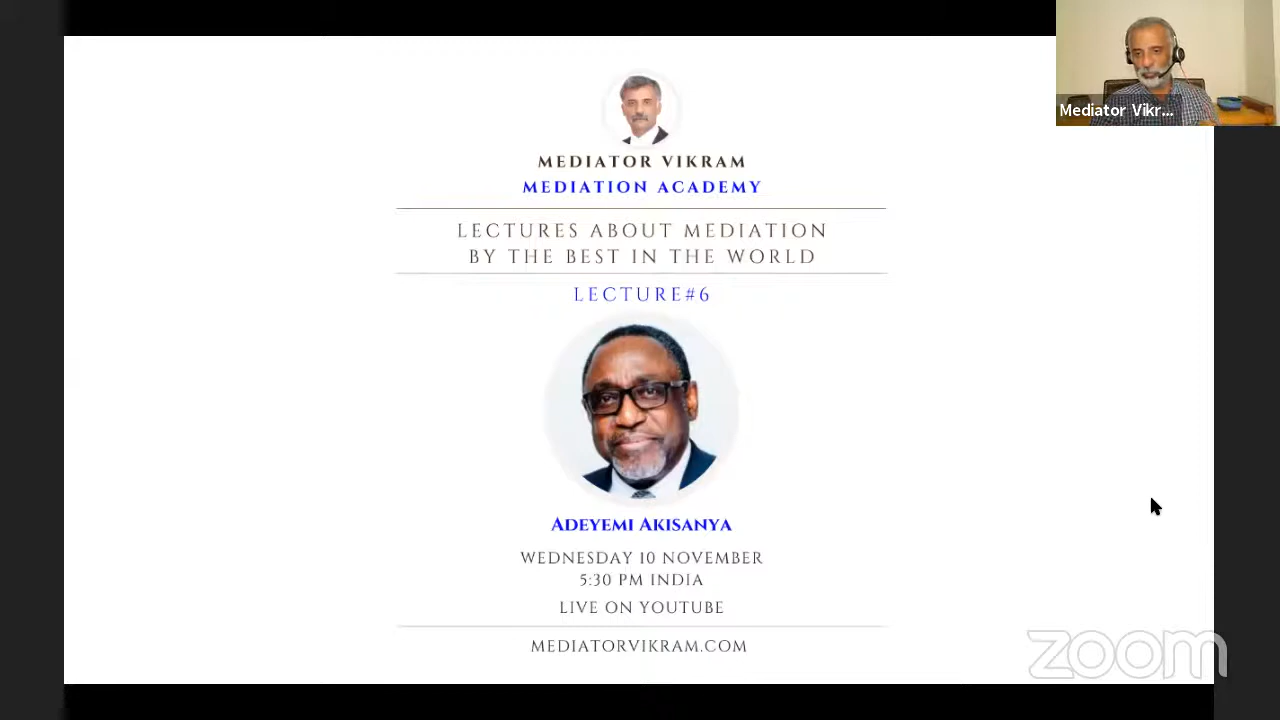 MEDIATOR VIKRAM
MEDIATION ACADEMY
LECTURES ABOUT MEDIATION
BY THE BEST IN THE WORLD
LECTURE#6
ADEYEMI AKISANYA
WEDNESDAY 10 NOVEMBER
5:30 PM INDIA
LIVE ON YOUTUBE
MEDIATORVIKRAM.COM
Mediator Vikr...
zoom